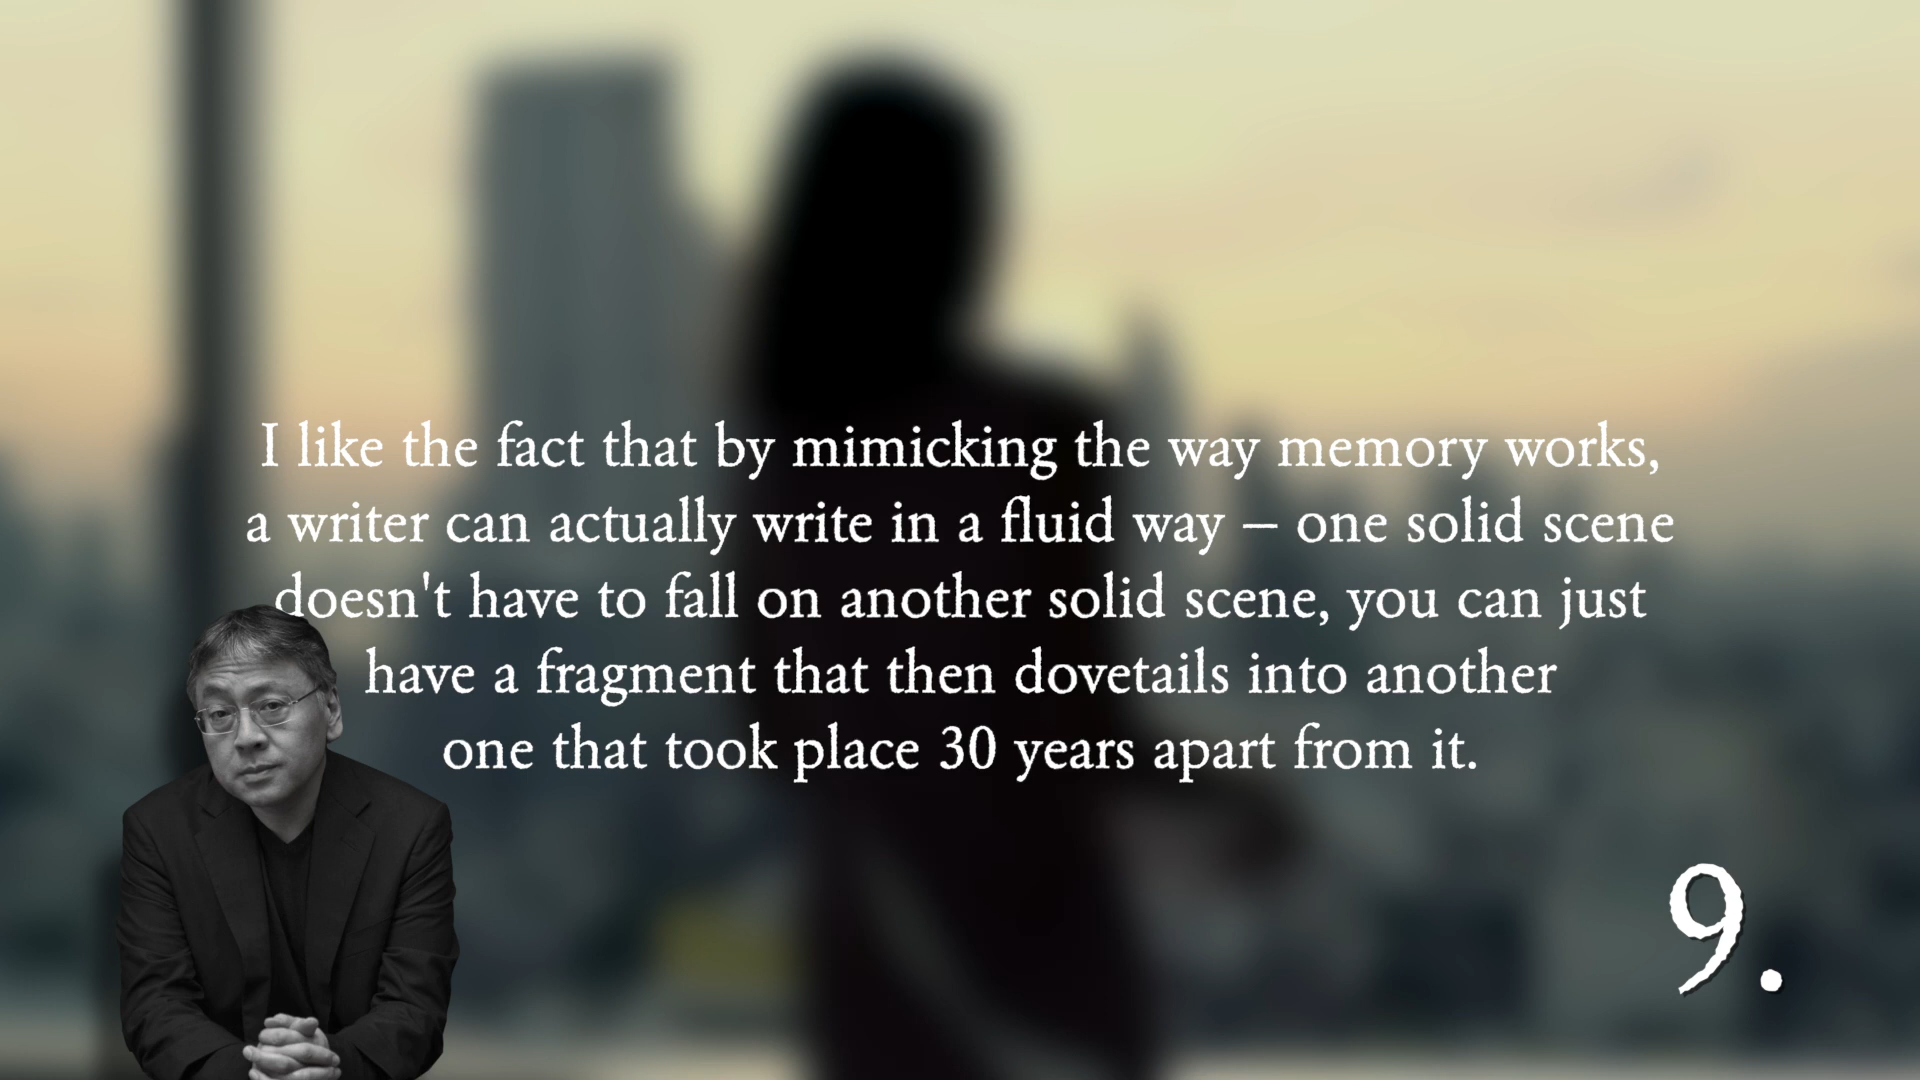 I like the fact that by mimicking the way memory works,
a writer can actually write in a fluid way – one solid scene
doesn't have to fall on another solid scene, you can just
have a fragment that then dovetails into another
one that took place 30 years apart from it.
9.